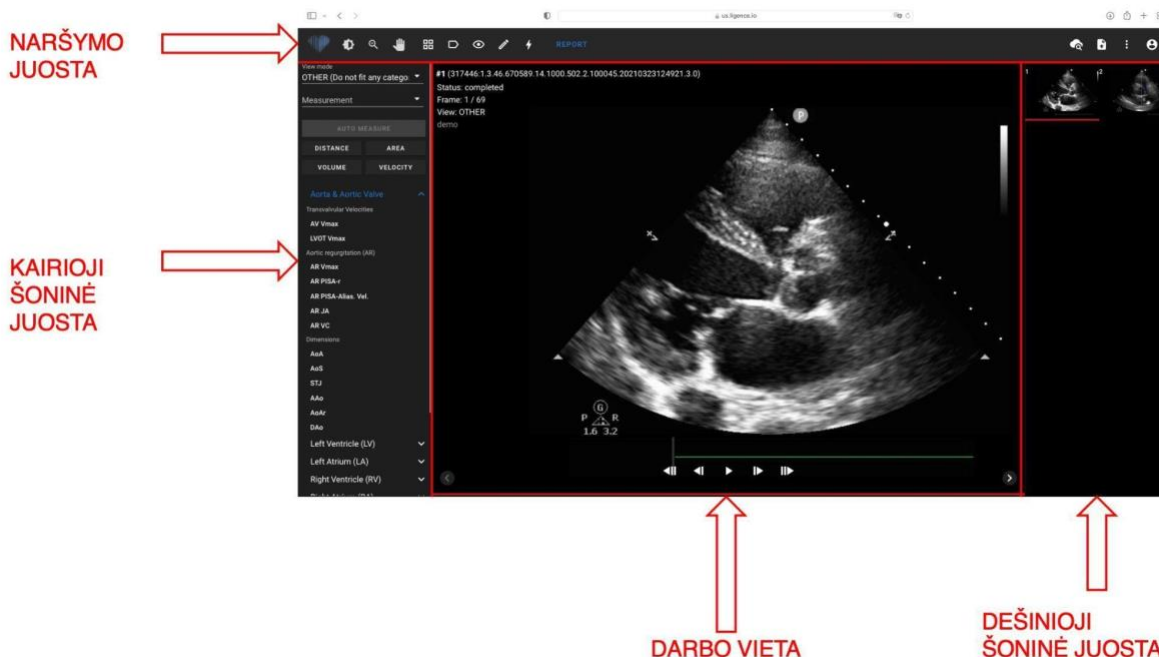 us.ligence.io
NARŠYMO
JUOSTA
REPORT
View mode
OTHER (Do not fit any catego
Measurement
AUTO MEASURE
DISTANCE AREA
VOLUME VELOCITY
Aorta & Aortic Valve
Transvalvular Velocities
AV Vmax
LVOT Vmax
Aortic regurgitation (AR)
AR Vmax
AR PISA-r
AR PISA-Alias. Vel.
AR JA
AR VC
Dimensions
AoA
AoS
STJ
AAo
AoAr
DAo
Left Ventricle (LV)
Left Atrium (LA)
Right Ventricle (RV)
KAIRIOJI
ŠONINĖ
JUOSTA
#1 (317446:1.3.46.670589.14.1000.502.2.100045.20210323124921.3.0)
Status: completed
Frame: 1 / 69
View: OTHER
demo
P
G
P R
1.6 3.2
1 2
DARBO VIETA
DEŠINIOJI
ŠONINĖ JUOSTA